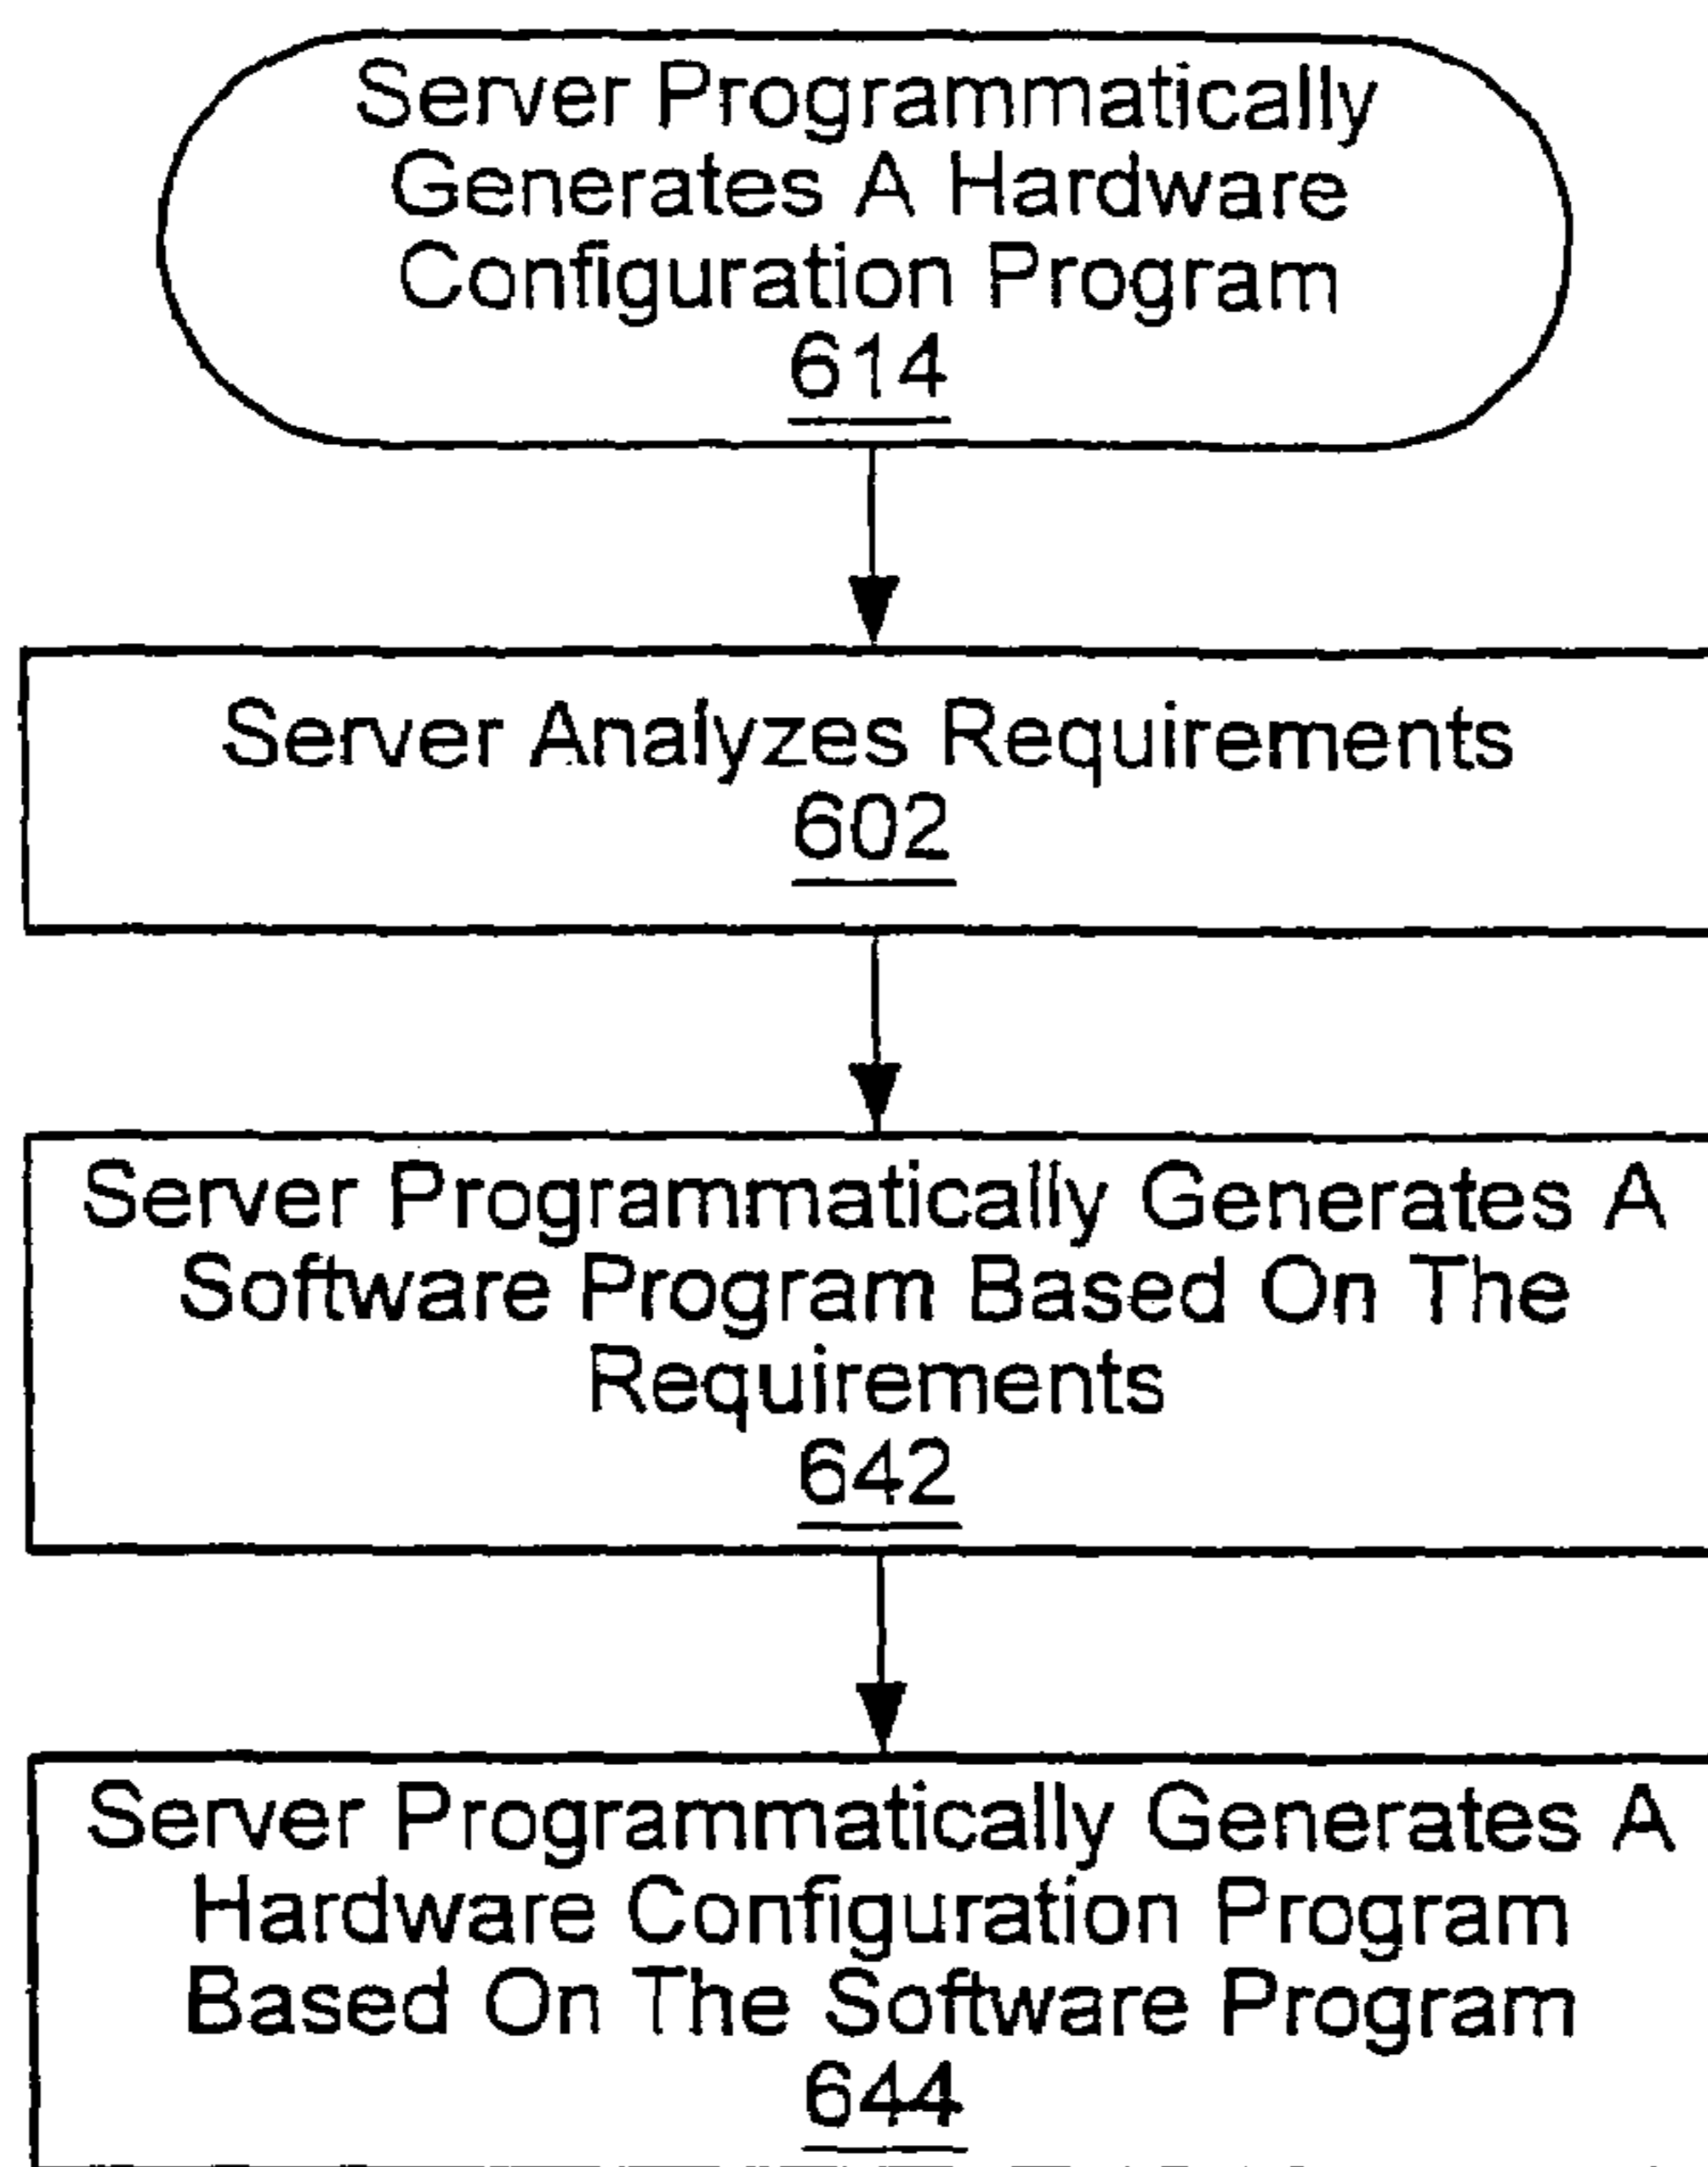 Server Programmatically
Generates A Hardware
Configuration Program
614
Server Analyzes Requirements
602
Server Programmatically Generates A
Software Program Based On The
Requirements
642
Server Programmatically Generates A
Hardware Configuration Program
Based On The Software Program
644